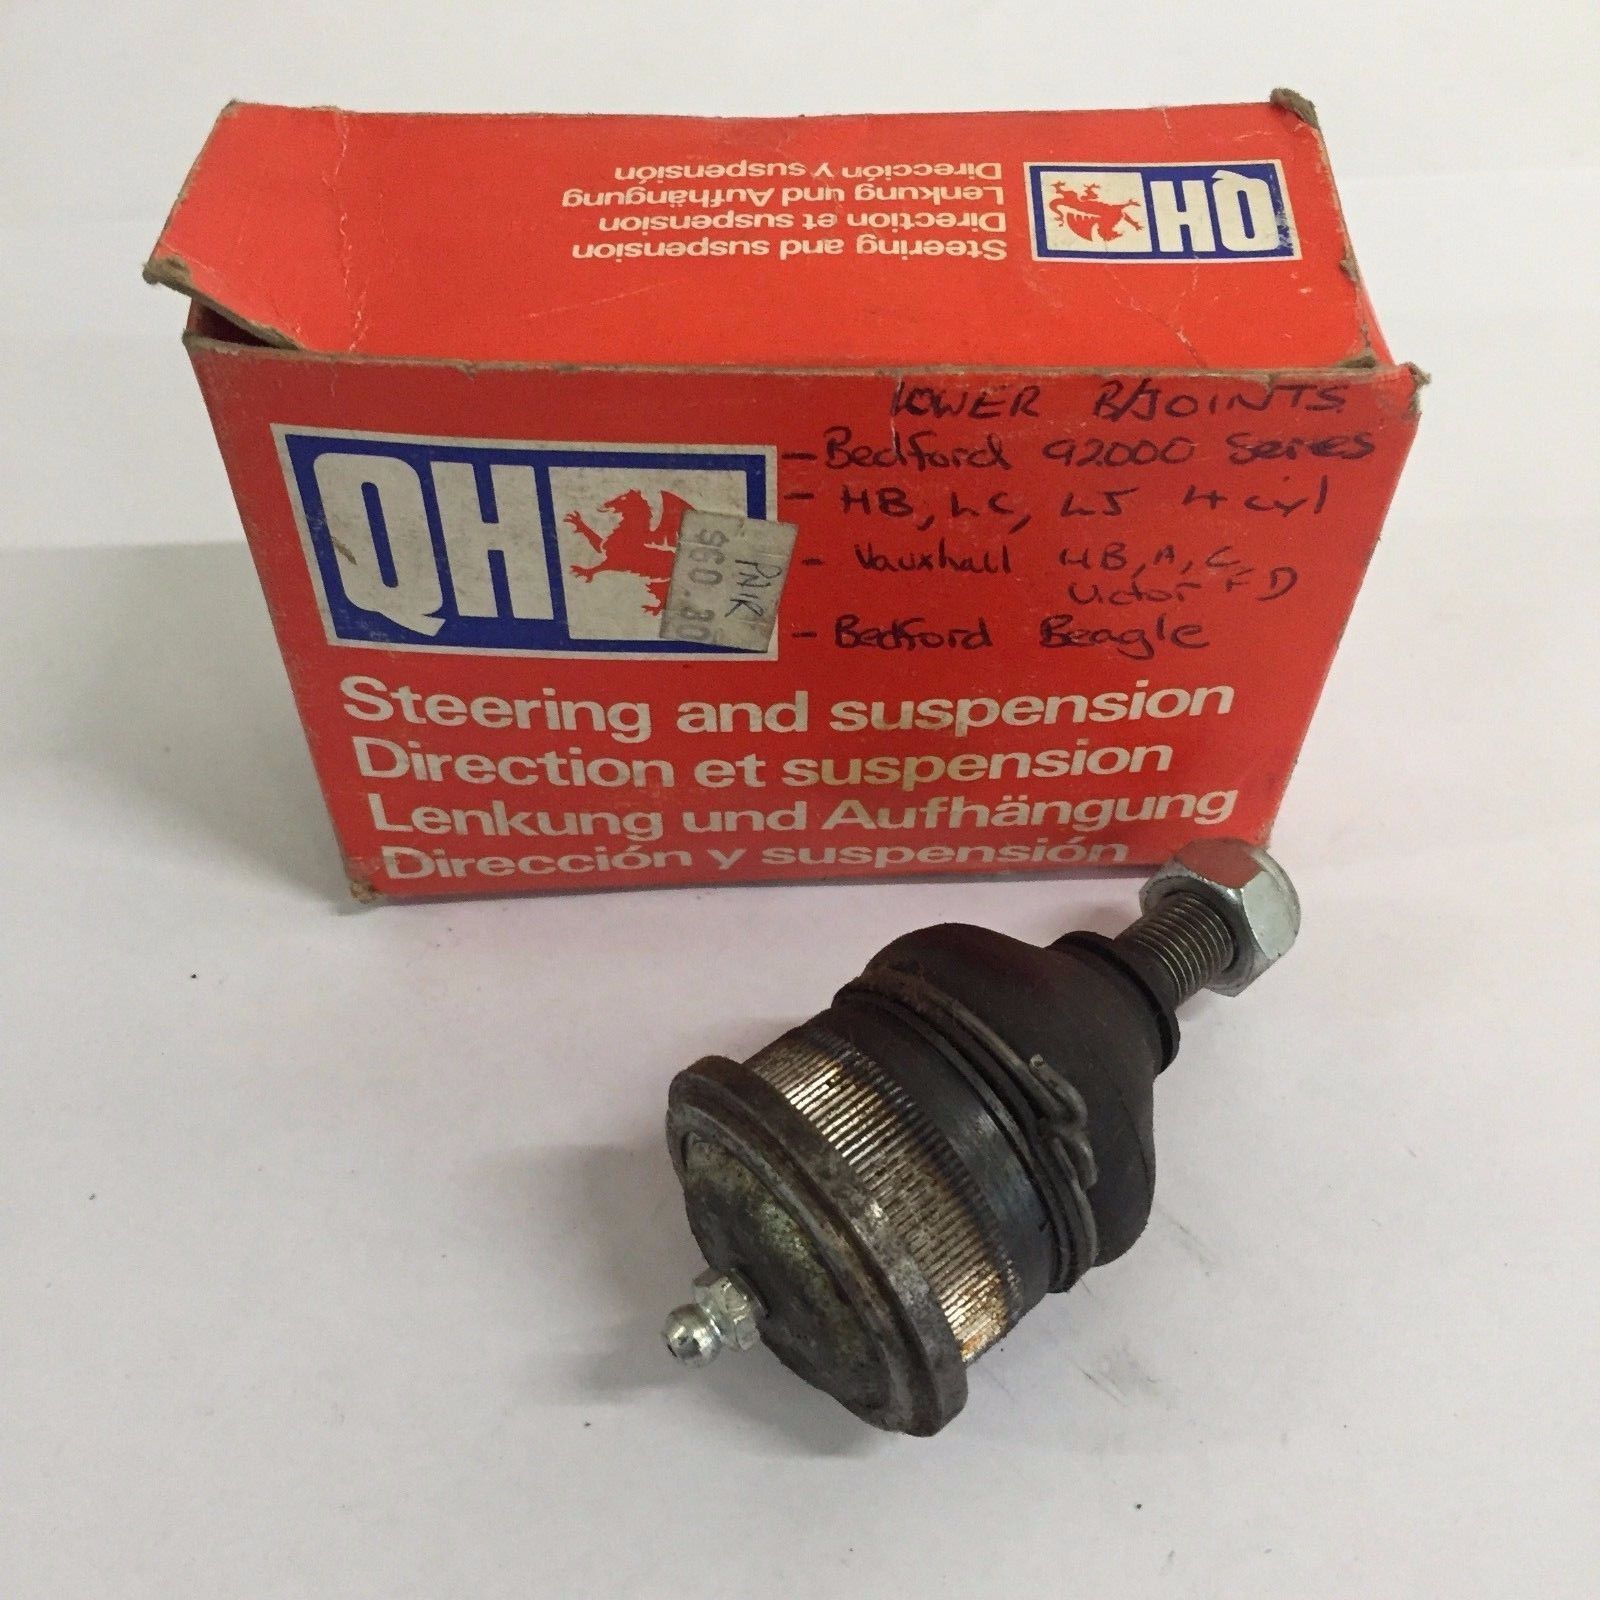 Steering and suspension
Direction et suspension
Lenkung und Aufhängung
Dirección y suspensión
QH
LOWER B/JOINTS
- Bedford 92000 Series
- HB, LC, LJ 4 cyl
- Vauxhall HB, A, C,
Victor FD
- Bedford Beagle
QH
PAIR
$60.80
Steering and suspension
Direction et suspension
Lenkung und Aufhängung
Dirección y suspensión